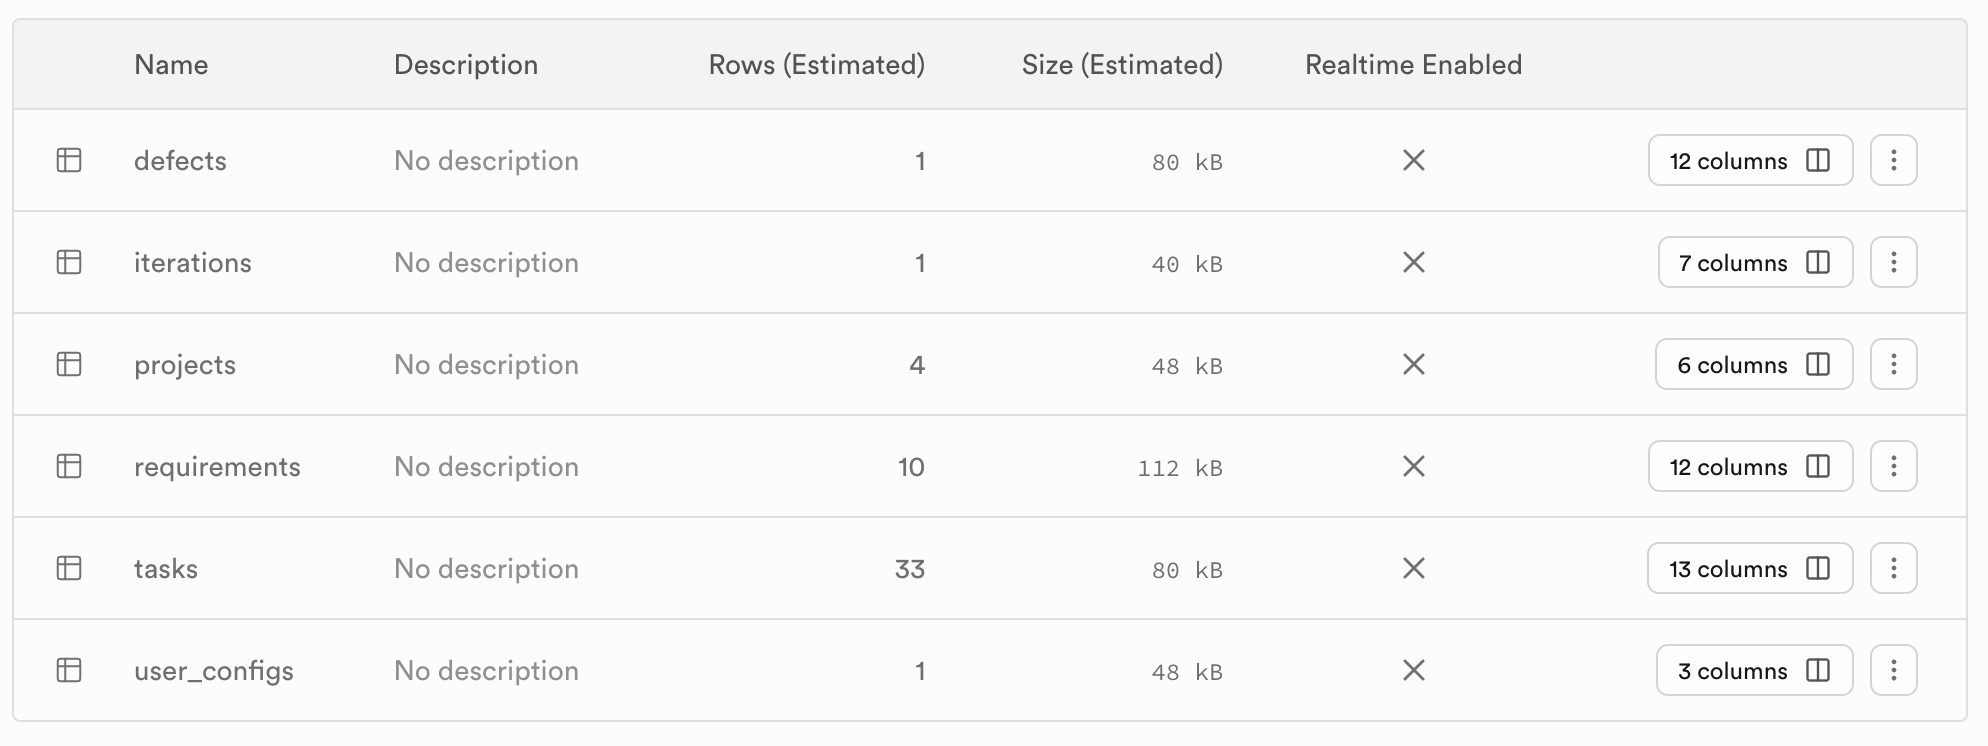 Name Description Rows (Estimated) Size (Estimated) Realtime Enabled
defects No description 1 80 kB 12 columns
iterations No description 1 40 kB 7 columns
projects No description 4 48 kB 6 columns
requirements No description 10 112 kB 12 columns
tasks No description 33 80 kB 13 columns
user_configs No description 1 48 kB 3 columns